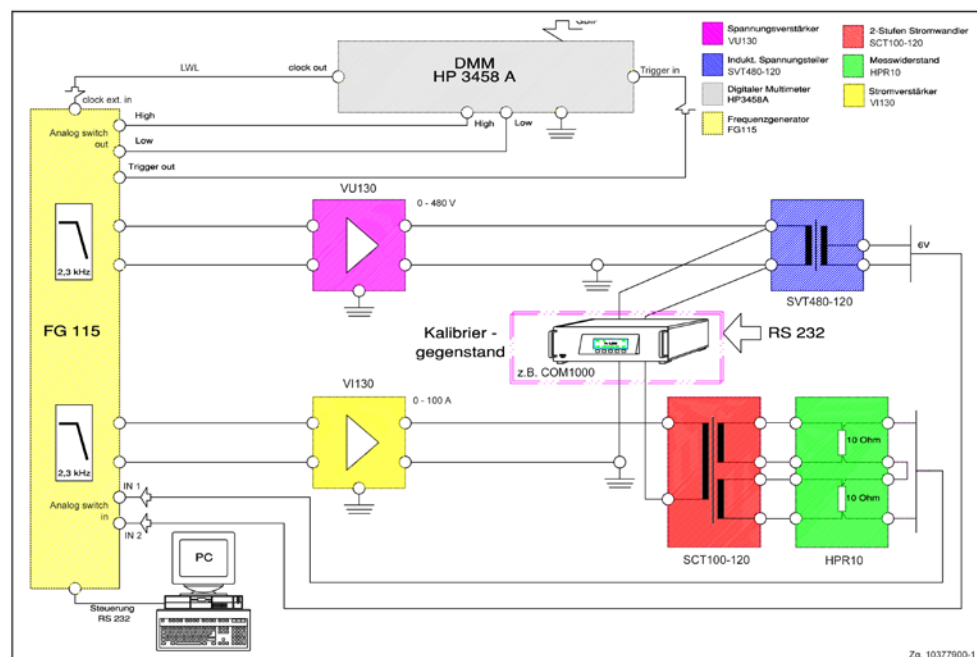 Spannungsverstärker
VU130
Indukt. Spannungsteiler
SVT480-120
Digitaler Multimeter
HP3458A
Frequenzgenerator
FG115
2-Stufen Stromwandler
SCT100-120
Messwiderstand
HPR10
Stromverstärker
VI130
DMM
HP 3458 A
LWL
clock out
Trigger in
clock ext. in
High
Low
High
Low
Analog switch
out
Trigger out
VU130
0 - 480 V
6V
SVT480-120
2,3 kHz
FG 115
Kalibrier -
gegenstand
RS 232
z.B. COM1000
VI130
0 - 100 A
2,3 kHz
10 Ohm
10 Ohm
IN 1
Analog switch
in
IN 2
SCT100-120
HPR10
PC
Steuerung
RS 232
Zg. 10377900-1